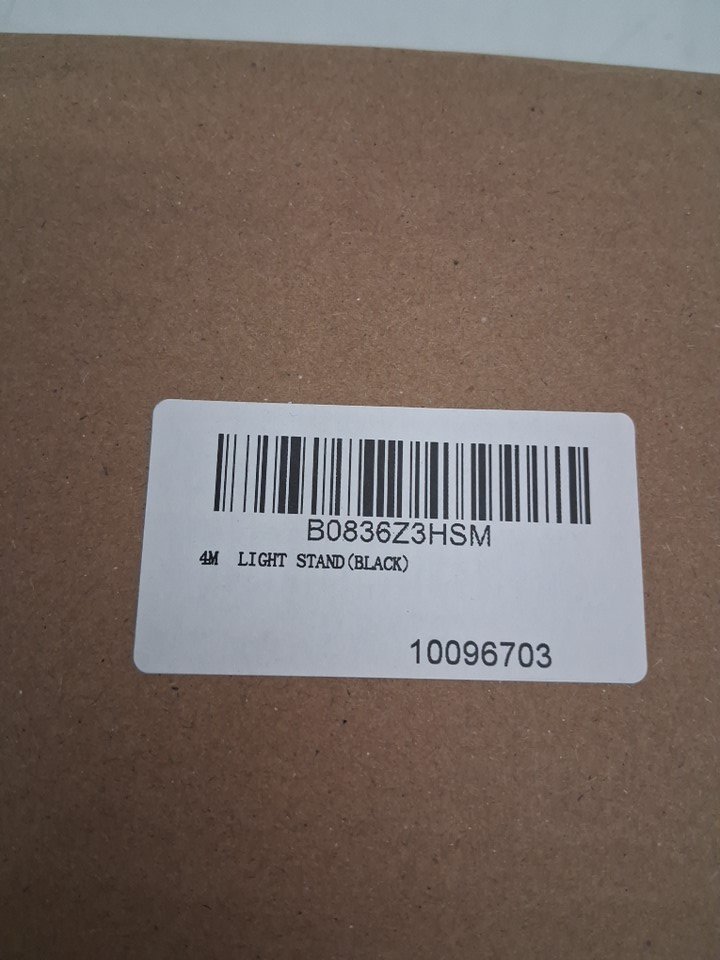 B0836Z3HSM
4M LIGHT STAND(BLACK)
10096703